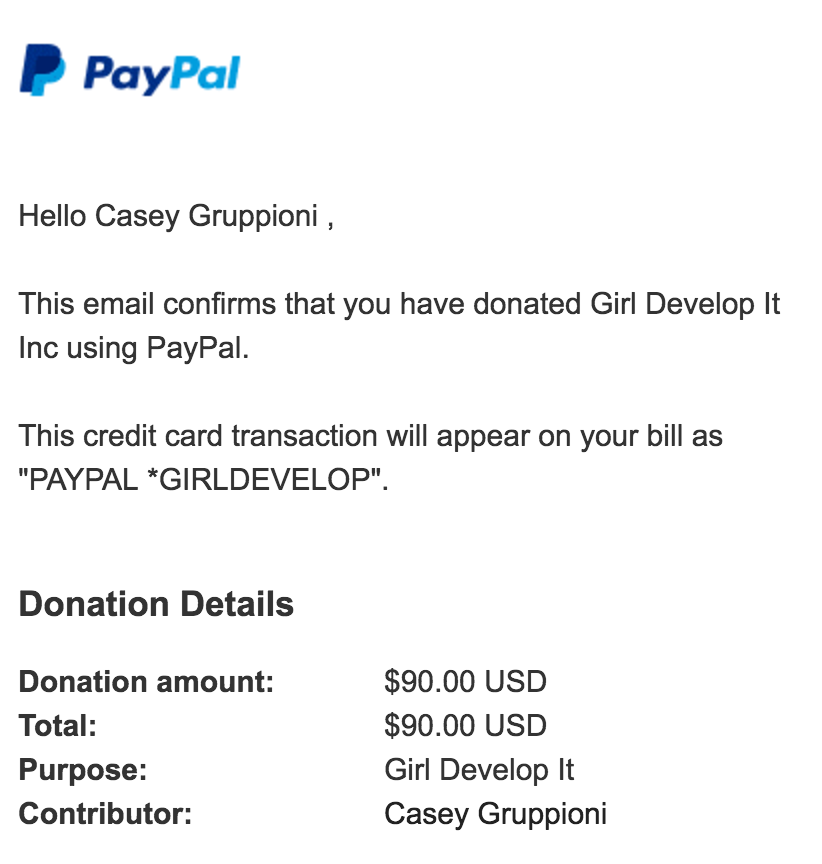 PayPal
Hello Casey Gruppioni ,
This email confirms that you have donated Girl Develop It
Inc using PayPal.
This credit card transaction will appear on your bill as
"PAYPAL *GIRLDEVELOP".
Donation Details
Donation amount: $90.00 USD
Total: $90.00 USD
Purpose: Girl Develop It
Contributor: Casey Gruppioni